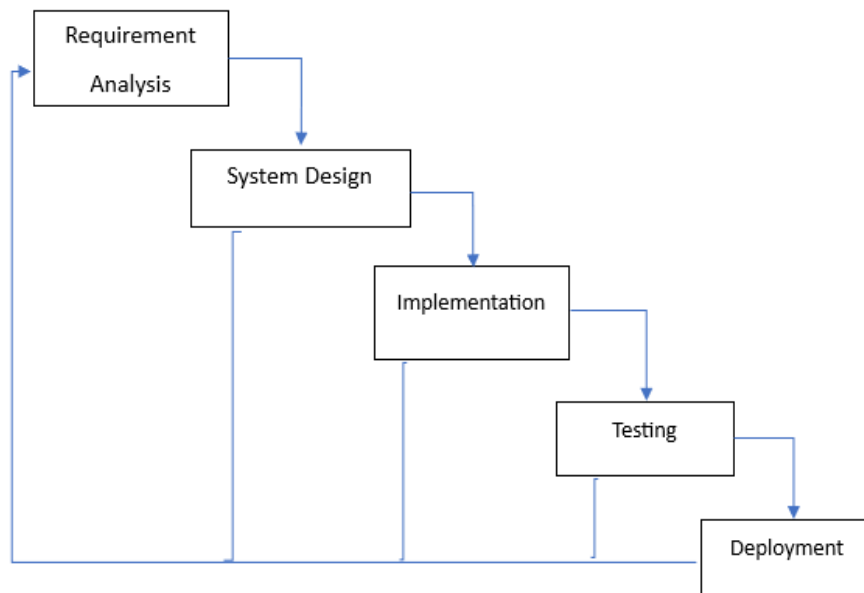 Requirement
Analysis
System Design
Implementation
Testing
Deployment